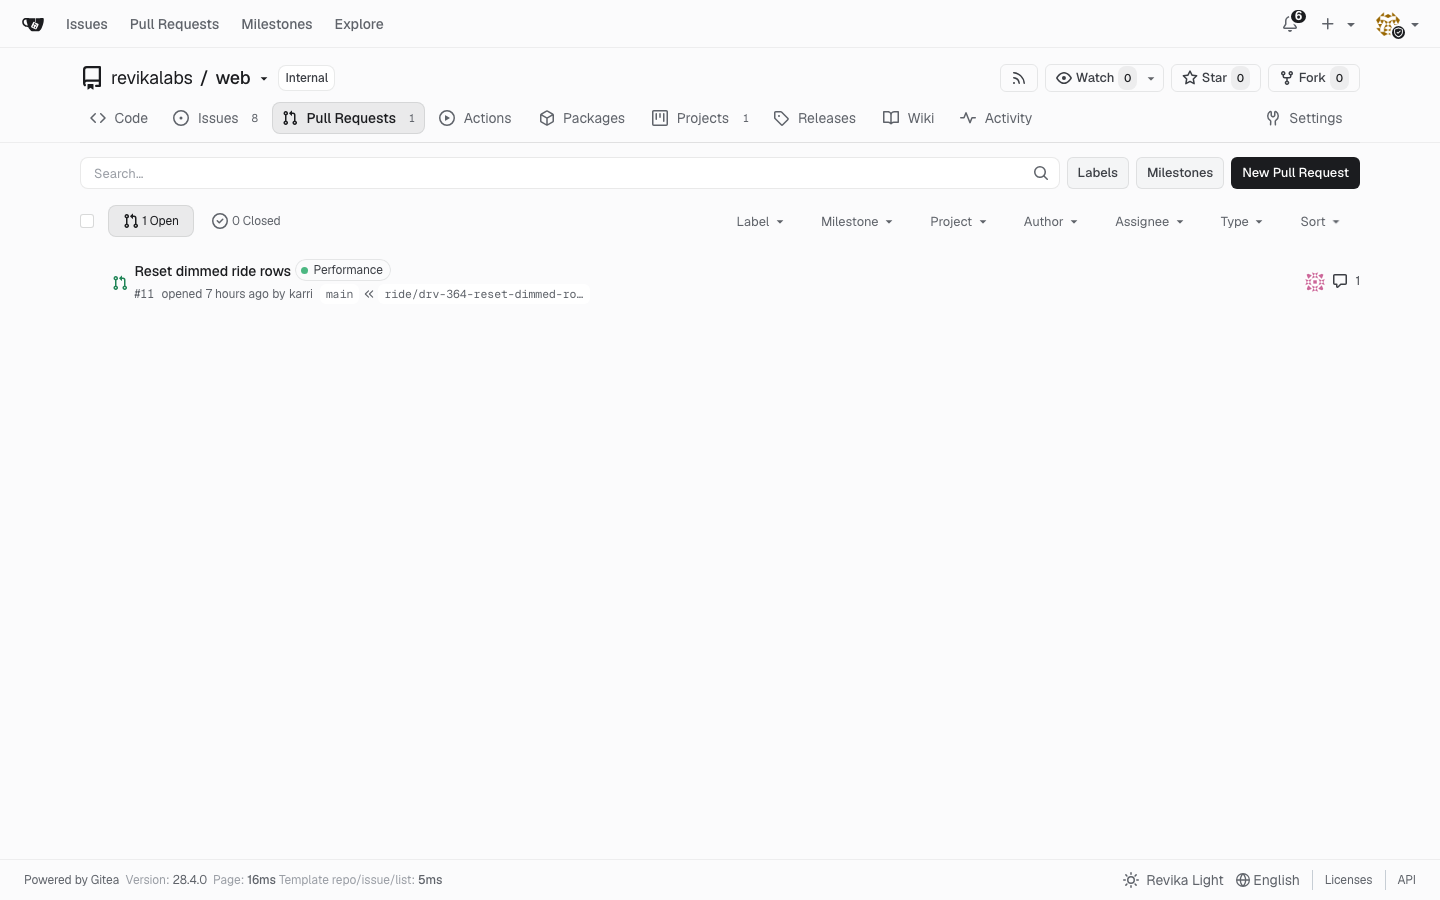 Issues Pull Requests Milestones Explore 6
revikalabs / web Internal Watch 0 Star 0 Fork 0
Code Issues 8 Pull Requests 1 Actions Packages Projects 1 Releases Wiki Activity Settings
Search… Labels Milestones New Pull Request
1 Open 0 Closed Label Milestone Project Author Assignee Type Sort
Reset dimmed ride rows Performance
#11 opened 7 hours ago by karri main ride/drv-364-reset-dimmed-ro… 1
Powered by Gitea Version: 28.4.0 Page: 16ms Template repo/issue/list: 5ms Revika Light English Licenses API